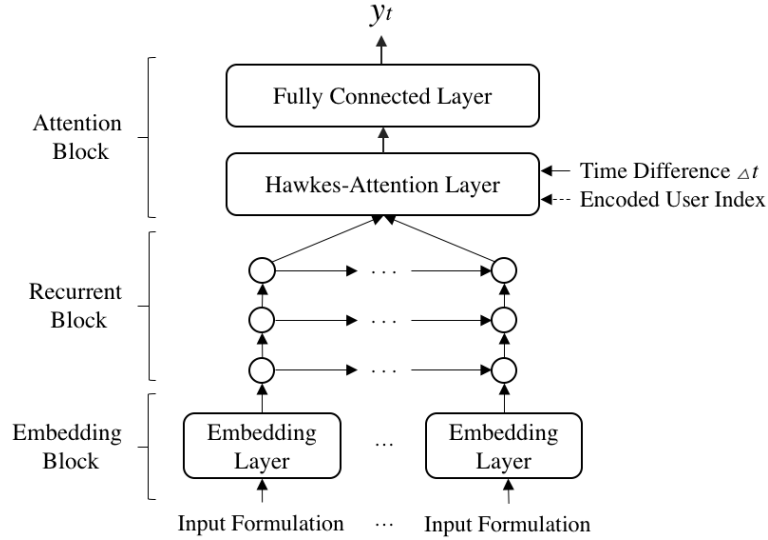 yt
Fully Connected Layer
Attention
Block
Hawkes-Attention Layer
Time Difference △t
Encoded User Index
Recurrent
Block
· · ·
· · ·
· · ·
Embedding
Block
Embedding
Layer
...
Embedding
Layer
Input Formulation ... Input Formulation